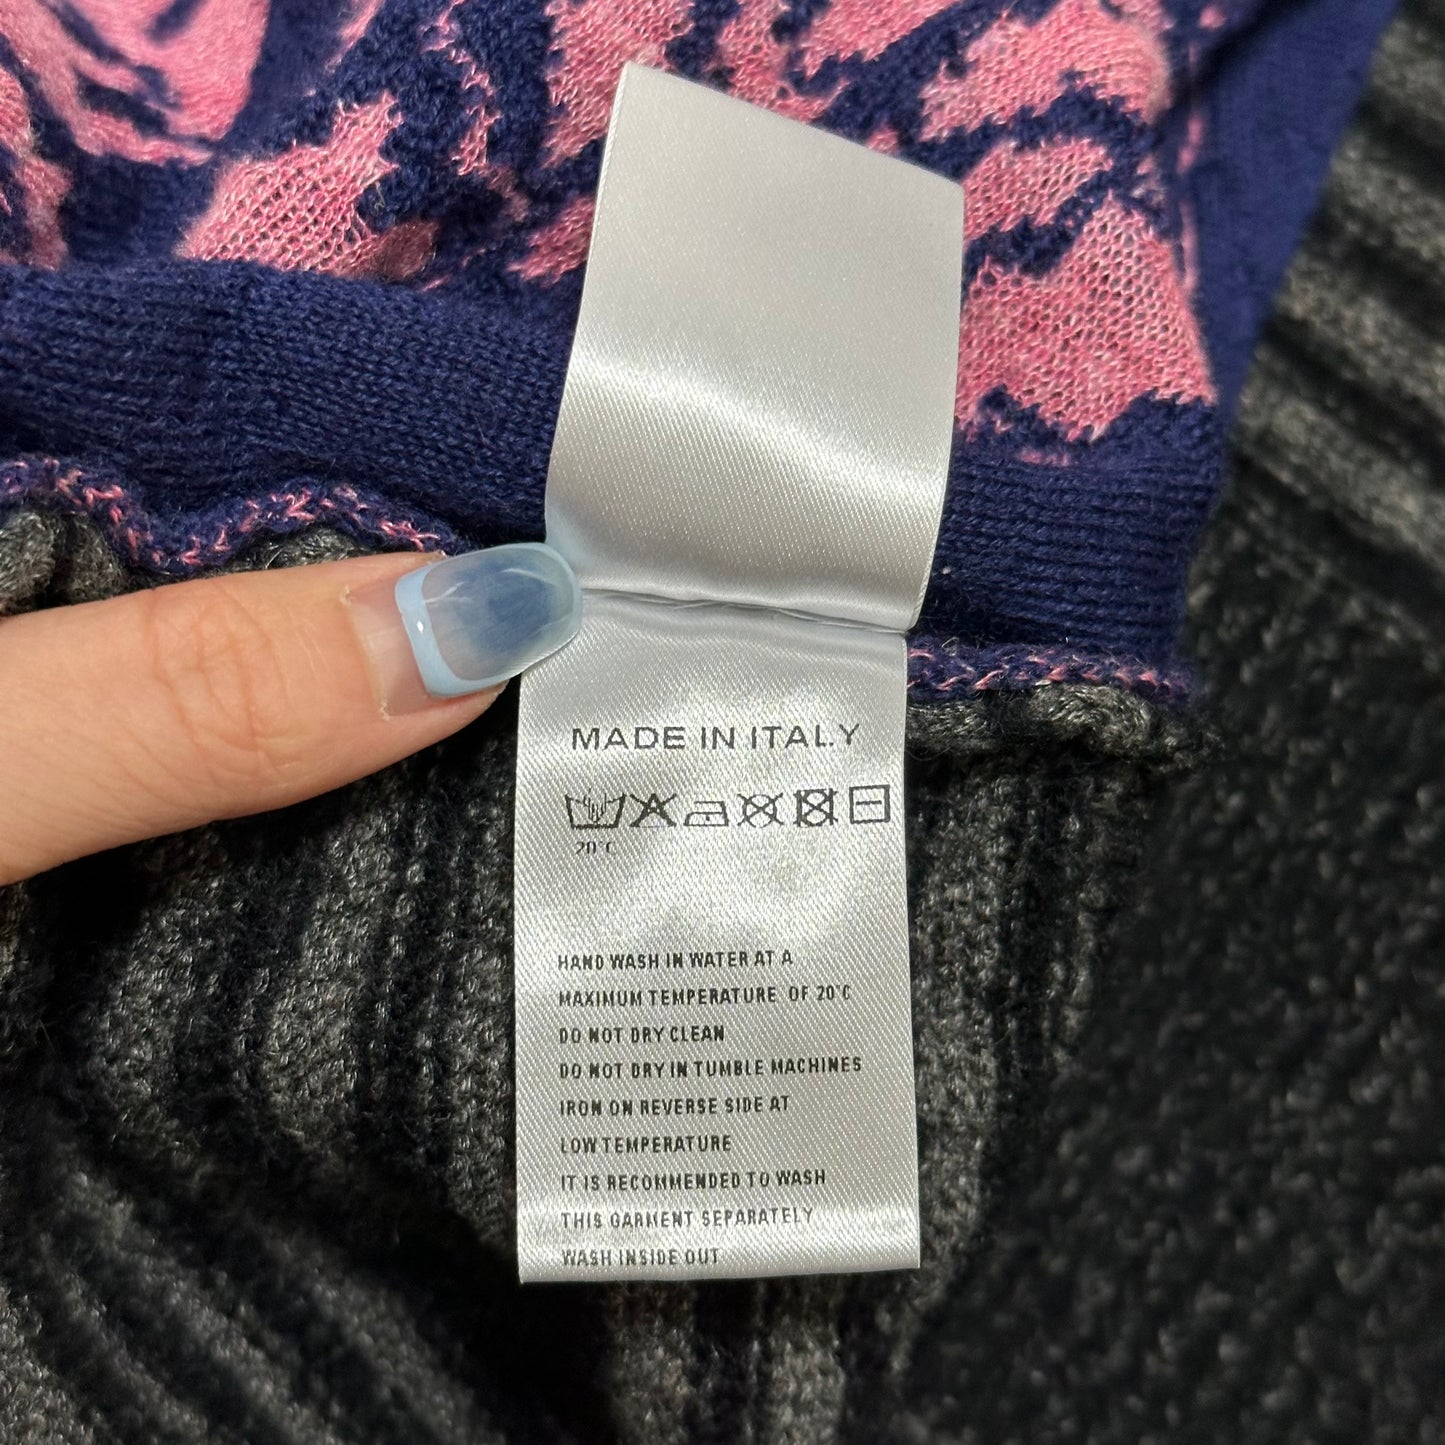 MADE IN ITALY
20°C
HAND WASH IN WATER AT A
MAXIMUM TEMPERATURE OF 20°C
DO NOT DRY CLEAN
DO NOT DRY IN TUMBLE MACHINES
IRON ON REVERSE SIDE AT
LOW TEMPERATURE
IT IS RECOMMENDED TO WASH
THIS GARMENT SEPARATELY
WASH INSIDE OUT